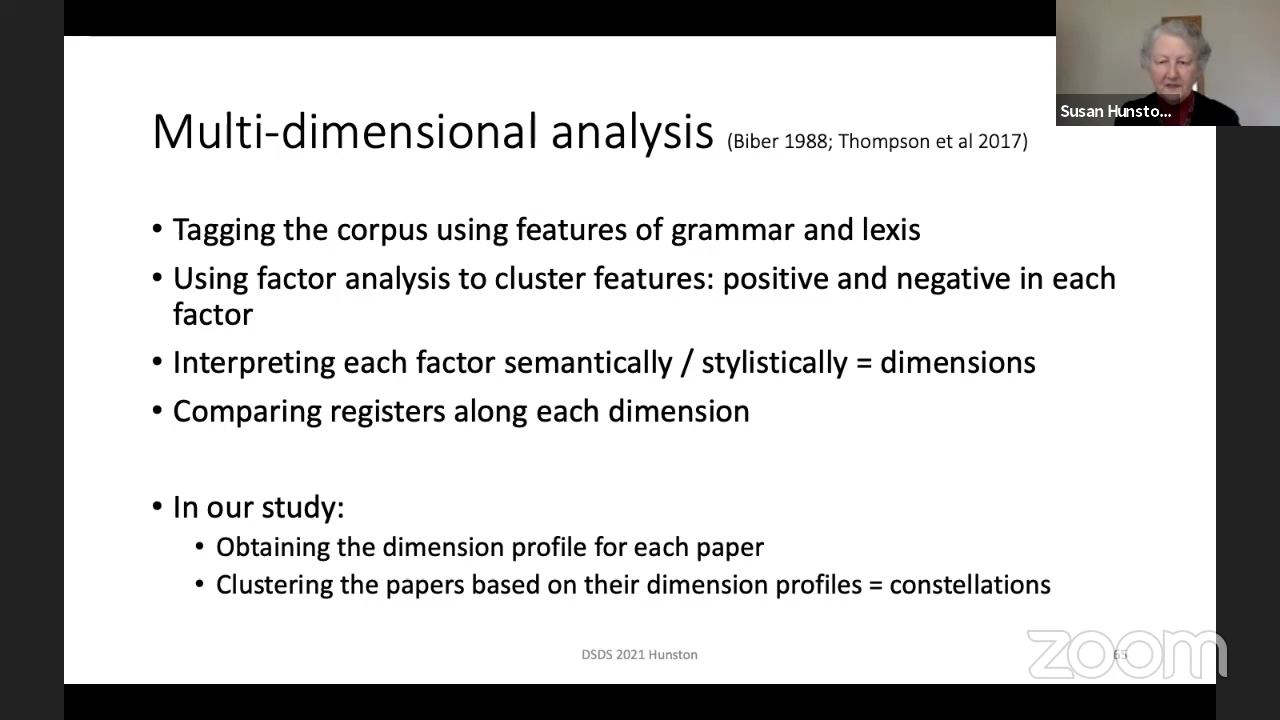 Susan Hunsto...
Multi-dimensional analysis (Biber 1988; Thompson et al 2017)
• Tagging the corpus using features of grammar and lexis
• Using factor analysis to cluster features: positive and negative in each
factor
• Interpreting each factor semantically / stylistically = dimensions
• Comparing registers along each dimension
• In our study:
• Obtaining the dimension profile for each paper
• Clustering the papers based on their dimension profiles = constellations
DSDS 2021 Hunston
65
zoom